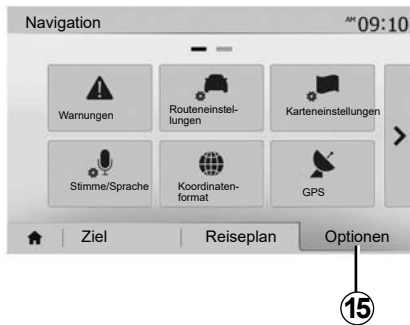 Navigation
AM 09:10
Warnungen
Routeneinstel-
lungen
Karteneinstellungen
Stimme/Sprache
Koordinaten-
format
GPS
Ziel
Reiseplan
Optionen
15